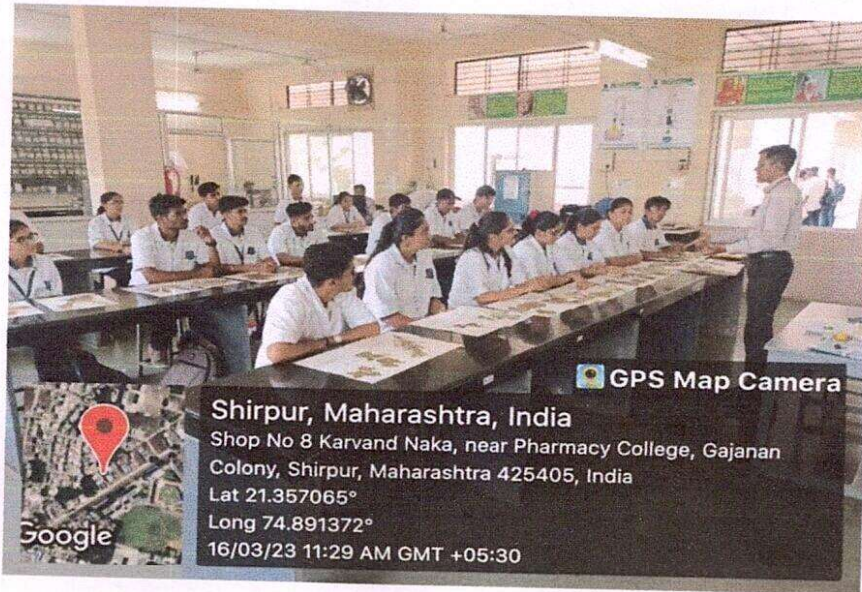 GPS Map Camera
Shirpur, Maharashtra, India
Shop No 8 Karvand Naka, near Pharmacy College, Gajanan
Colony, Shirpur, Maharashtra 425405, India
Lat 21.357065°
Long 74.891372°
16/03/23 11:29 AM GMT +05:30
Google